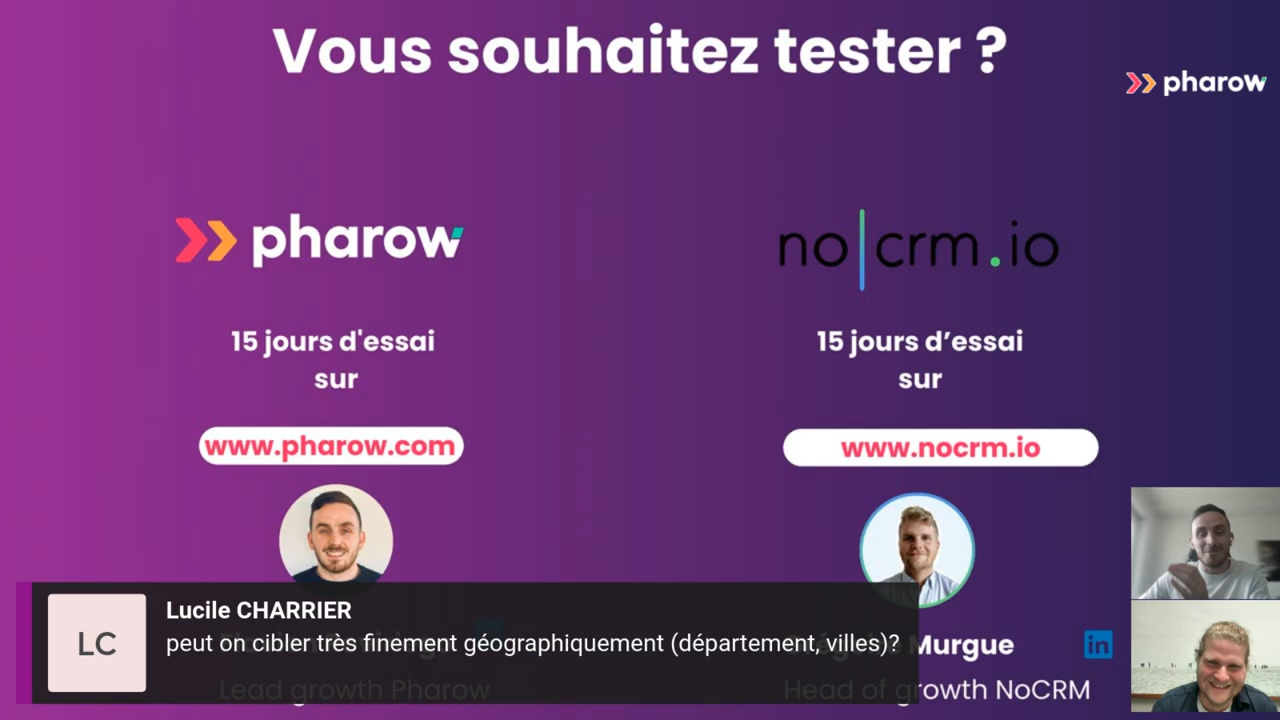 Vous souhaitez tester ?
pharow
pharow
no|crm.io
15 jours d'essai
sur
15 jours d’essai
sur
www.pharow.com
www.nocrm.io
Lucile CHARRIER
LC
peut on cibler très finement géographiquement (département, villes)?
Murgue
in
Lead growth Pharow
Head of growth NoCRM